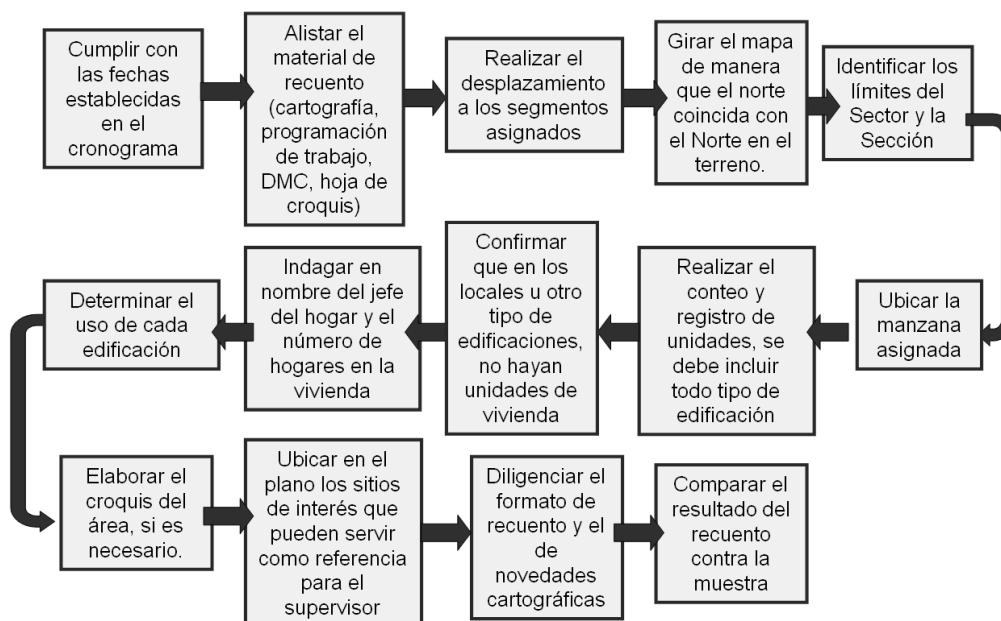 Cumplir con
las fechas
establecidas
en el
cronograma
Alistar el
material de
recuento
(cartografía,
programación
de trabajo,
DMC, hoja de
croquis)
Realizar el
desplazamiento
a los segmentos
asignados
Girar el mapa
de manera
que el norte
coincida con
el Norte en el
terreno.
Identificar los
límites del
Sector y la
Sección
Ubicar la
manzana
asignada
Realizar el
conteo y
registro de
unidades, se
debe incluir
todo tipo de
edificación
Confirmar
que en los
locales u otro
tipo de
edificaciones,
no hayan
unidades de
vivienda
Indagar en
nombre del jefe
del hogar y el
número de
hogares en la
vivienda
Determinar el
uso de cada
edificación
Elaborar el
croquis del
área, si es
necesario.
Ubicar en el
plano los sitios
de interés que
pueden servir
como referencia
para el
supervisor
Diligenciar el
formato de
recuento y el
de
novedades
cartográficas
Comparar el
resultado del
recuento
contra la
muestra